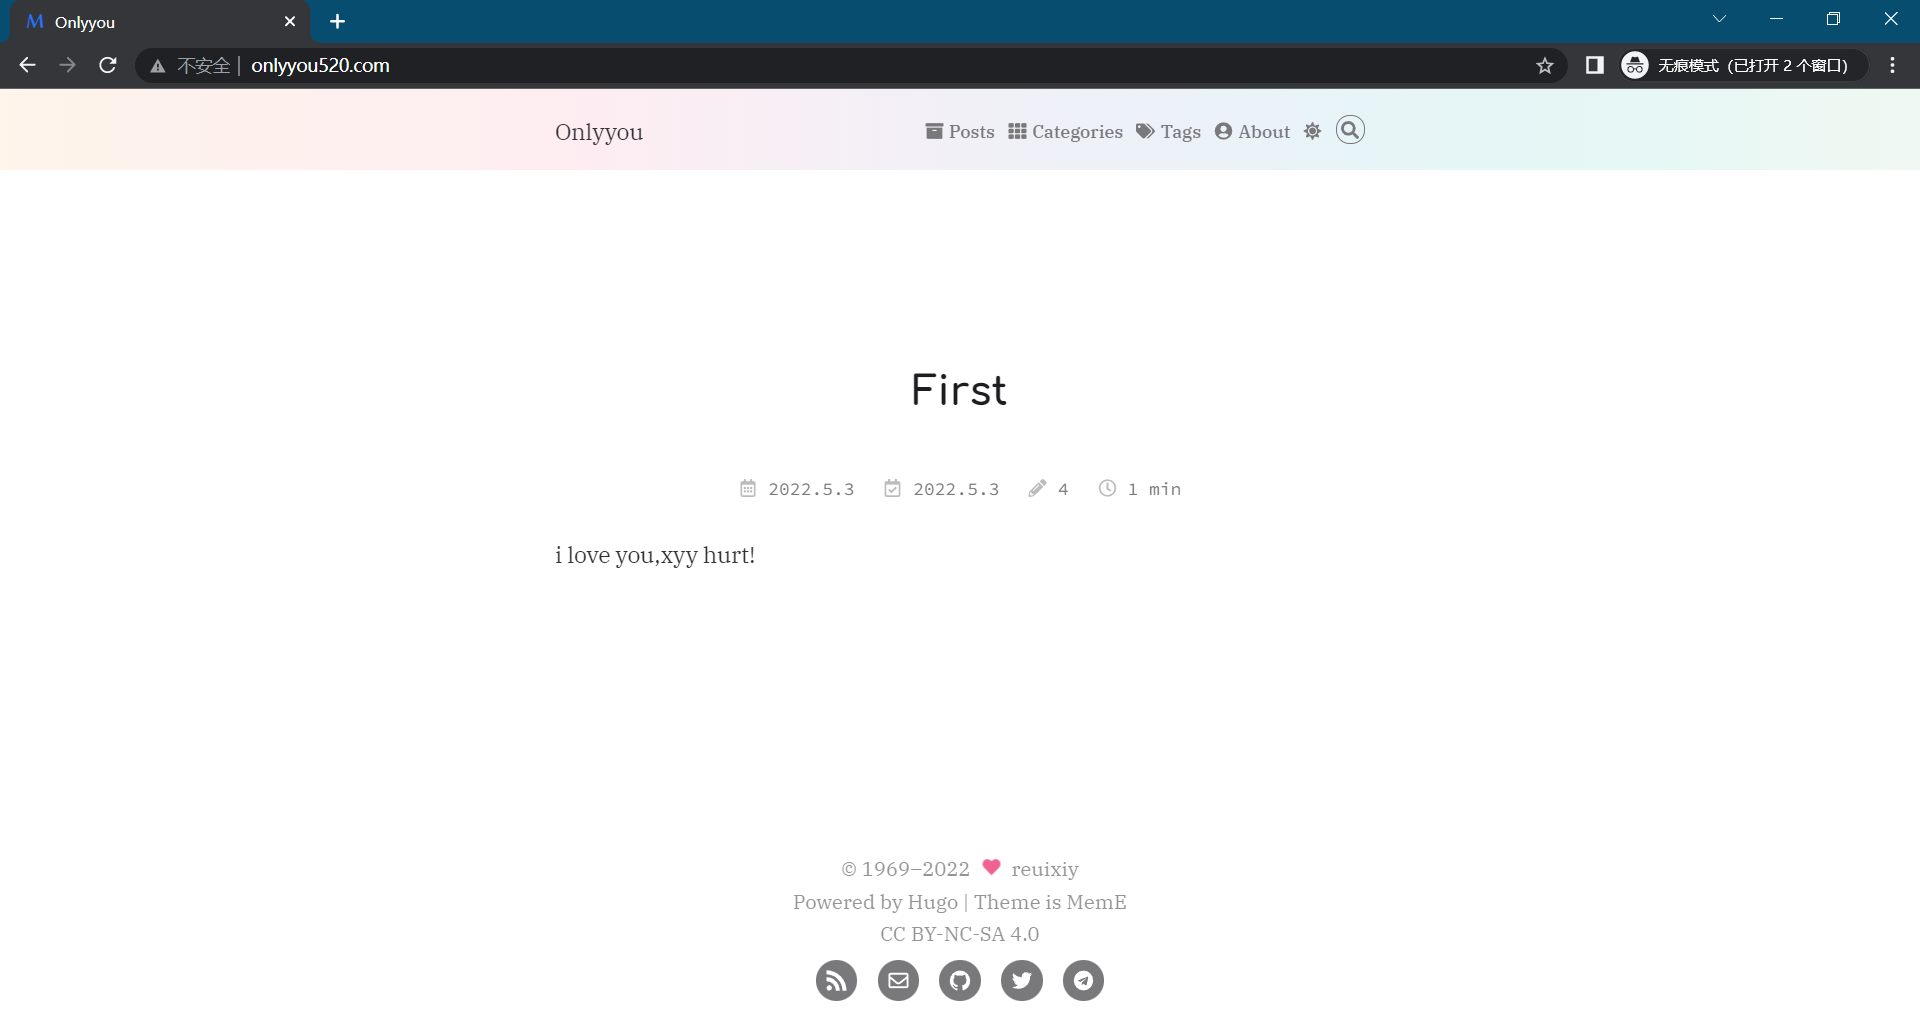 Onlyyou
不安全 | onlyyou520.com
无痕模式（已打开 2 个窗口）
Onlyyou
Posts Categories Tags About
First
2022.5.3 2022.5.3 4 1 min
i love you,xyy hurt!
© 1969–2022 reuixiy
Powered by Hugo | Theme is MemE
CC BY-NC-SA 4.0